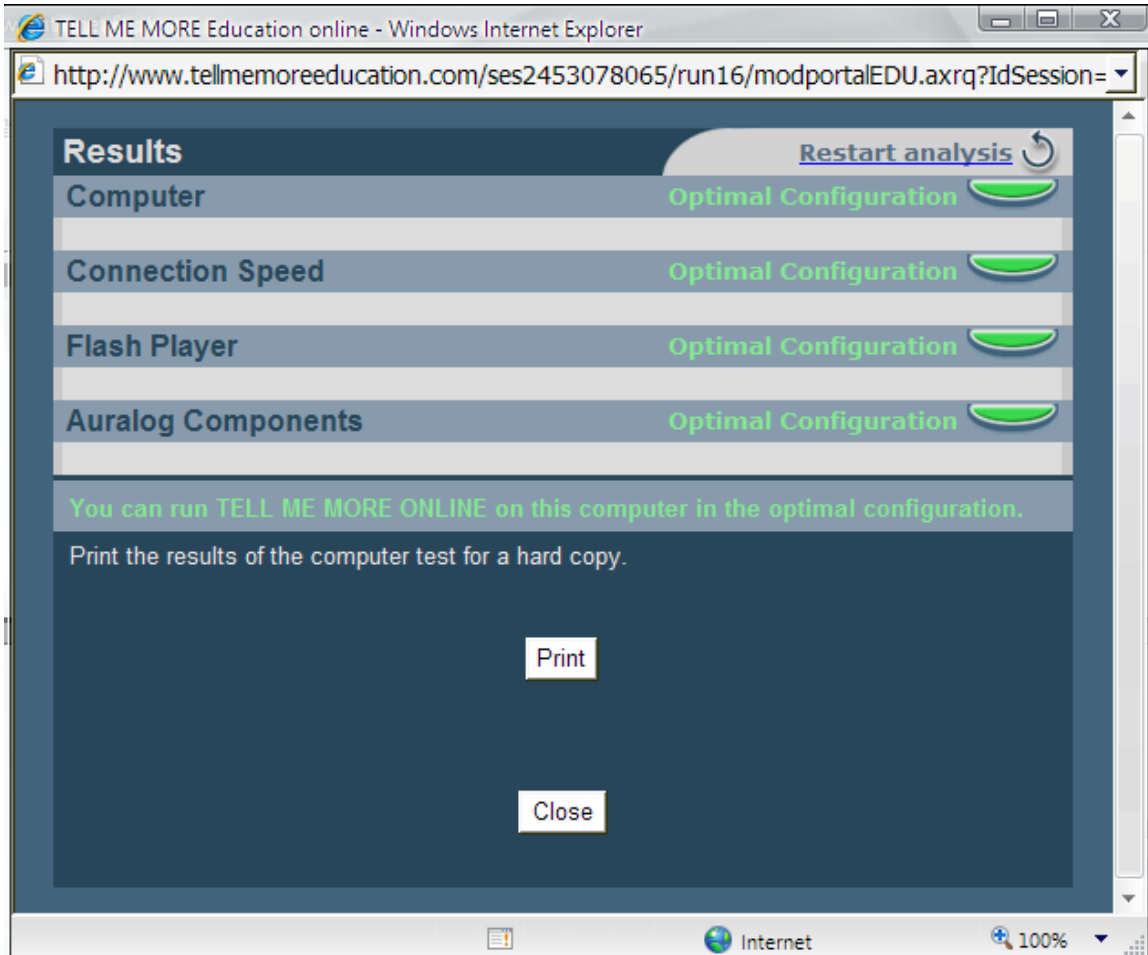 TELL ME MORE Education online - Windows Internet Explorer
http://www.tellmemoreeducation.com/ses2453078065/run16/modportalEDU.axrq?IdSession=
Results Restart analysis
Computer Optimal Configuration
Connection Speed Optimal Configuration
Flash Player Optimal Configuration
Auralog Components Optimal Configuration
You can run TELL ME MORE ONLINE on this computer in the optimal configuration.
Print the results of the computer test for a hard copy.
Print
Close
Internet 100%